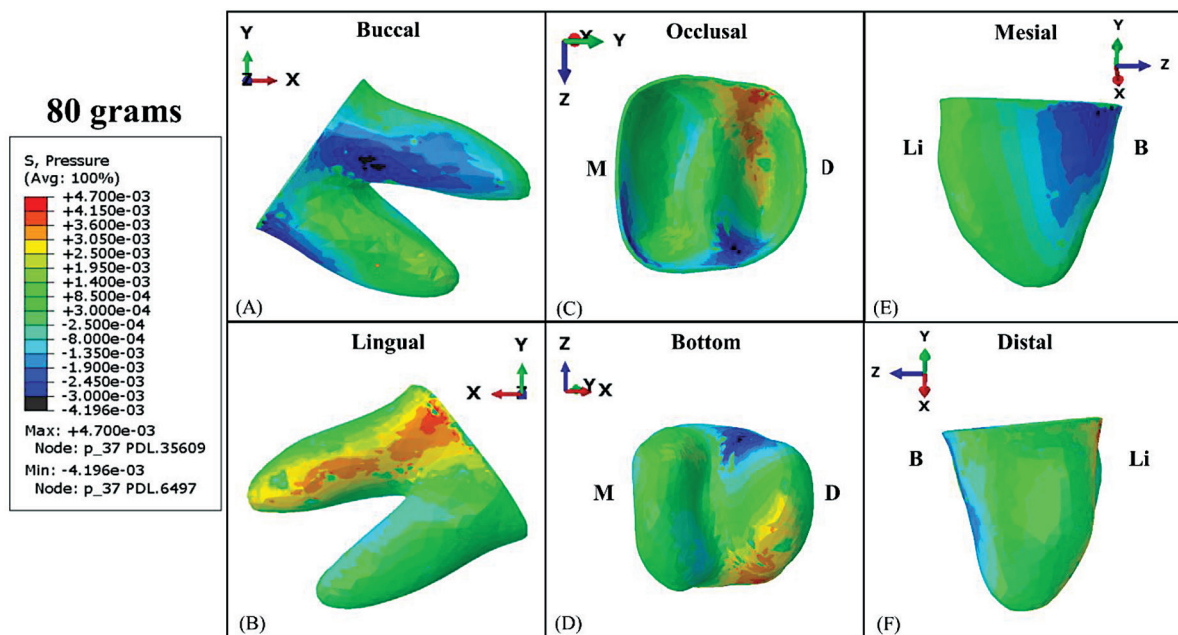 80 grams
S, Pressure
(Avg: 100%)
+4.700e-03
+4.150e-03
+3.600e-03
+3.050e-03
+2.500e-03
+1.950e-03
+1.400e-03
+8.500e-04
+3.000e-04
-2.500e-04
-8.000e-04
-1.350e-03
-1.900e-03
-2.450e-03
-3.000e-03
-4.196e-03
Max: +4.700e-03
Node: p_37 PDL.35609
Min: -4.196e-03
Node: p_37 PDL.6497
Buccal
Y
Z
X
(A)
Occlusal
X
Y
Z
M
D
(C)
Mesial
Y
Z
X
Li
B
(E)
Lingual
Y
X
Z
(B)
Bottom
Z
Y
X
M
D
(D)
Distal
Y
Z
X
B
Li
(F)